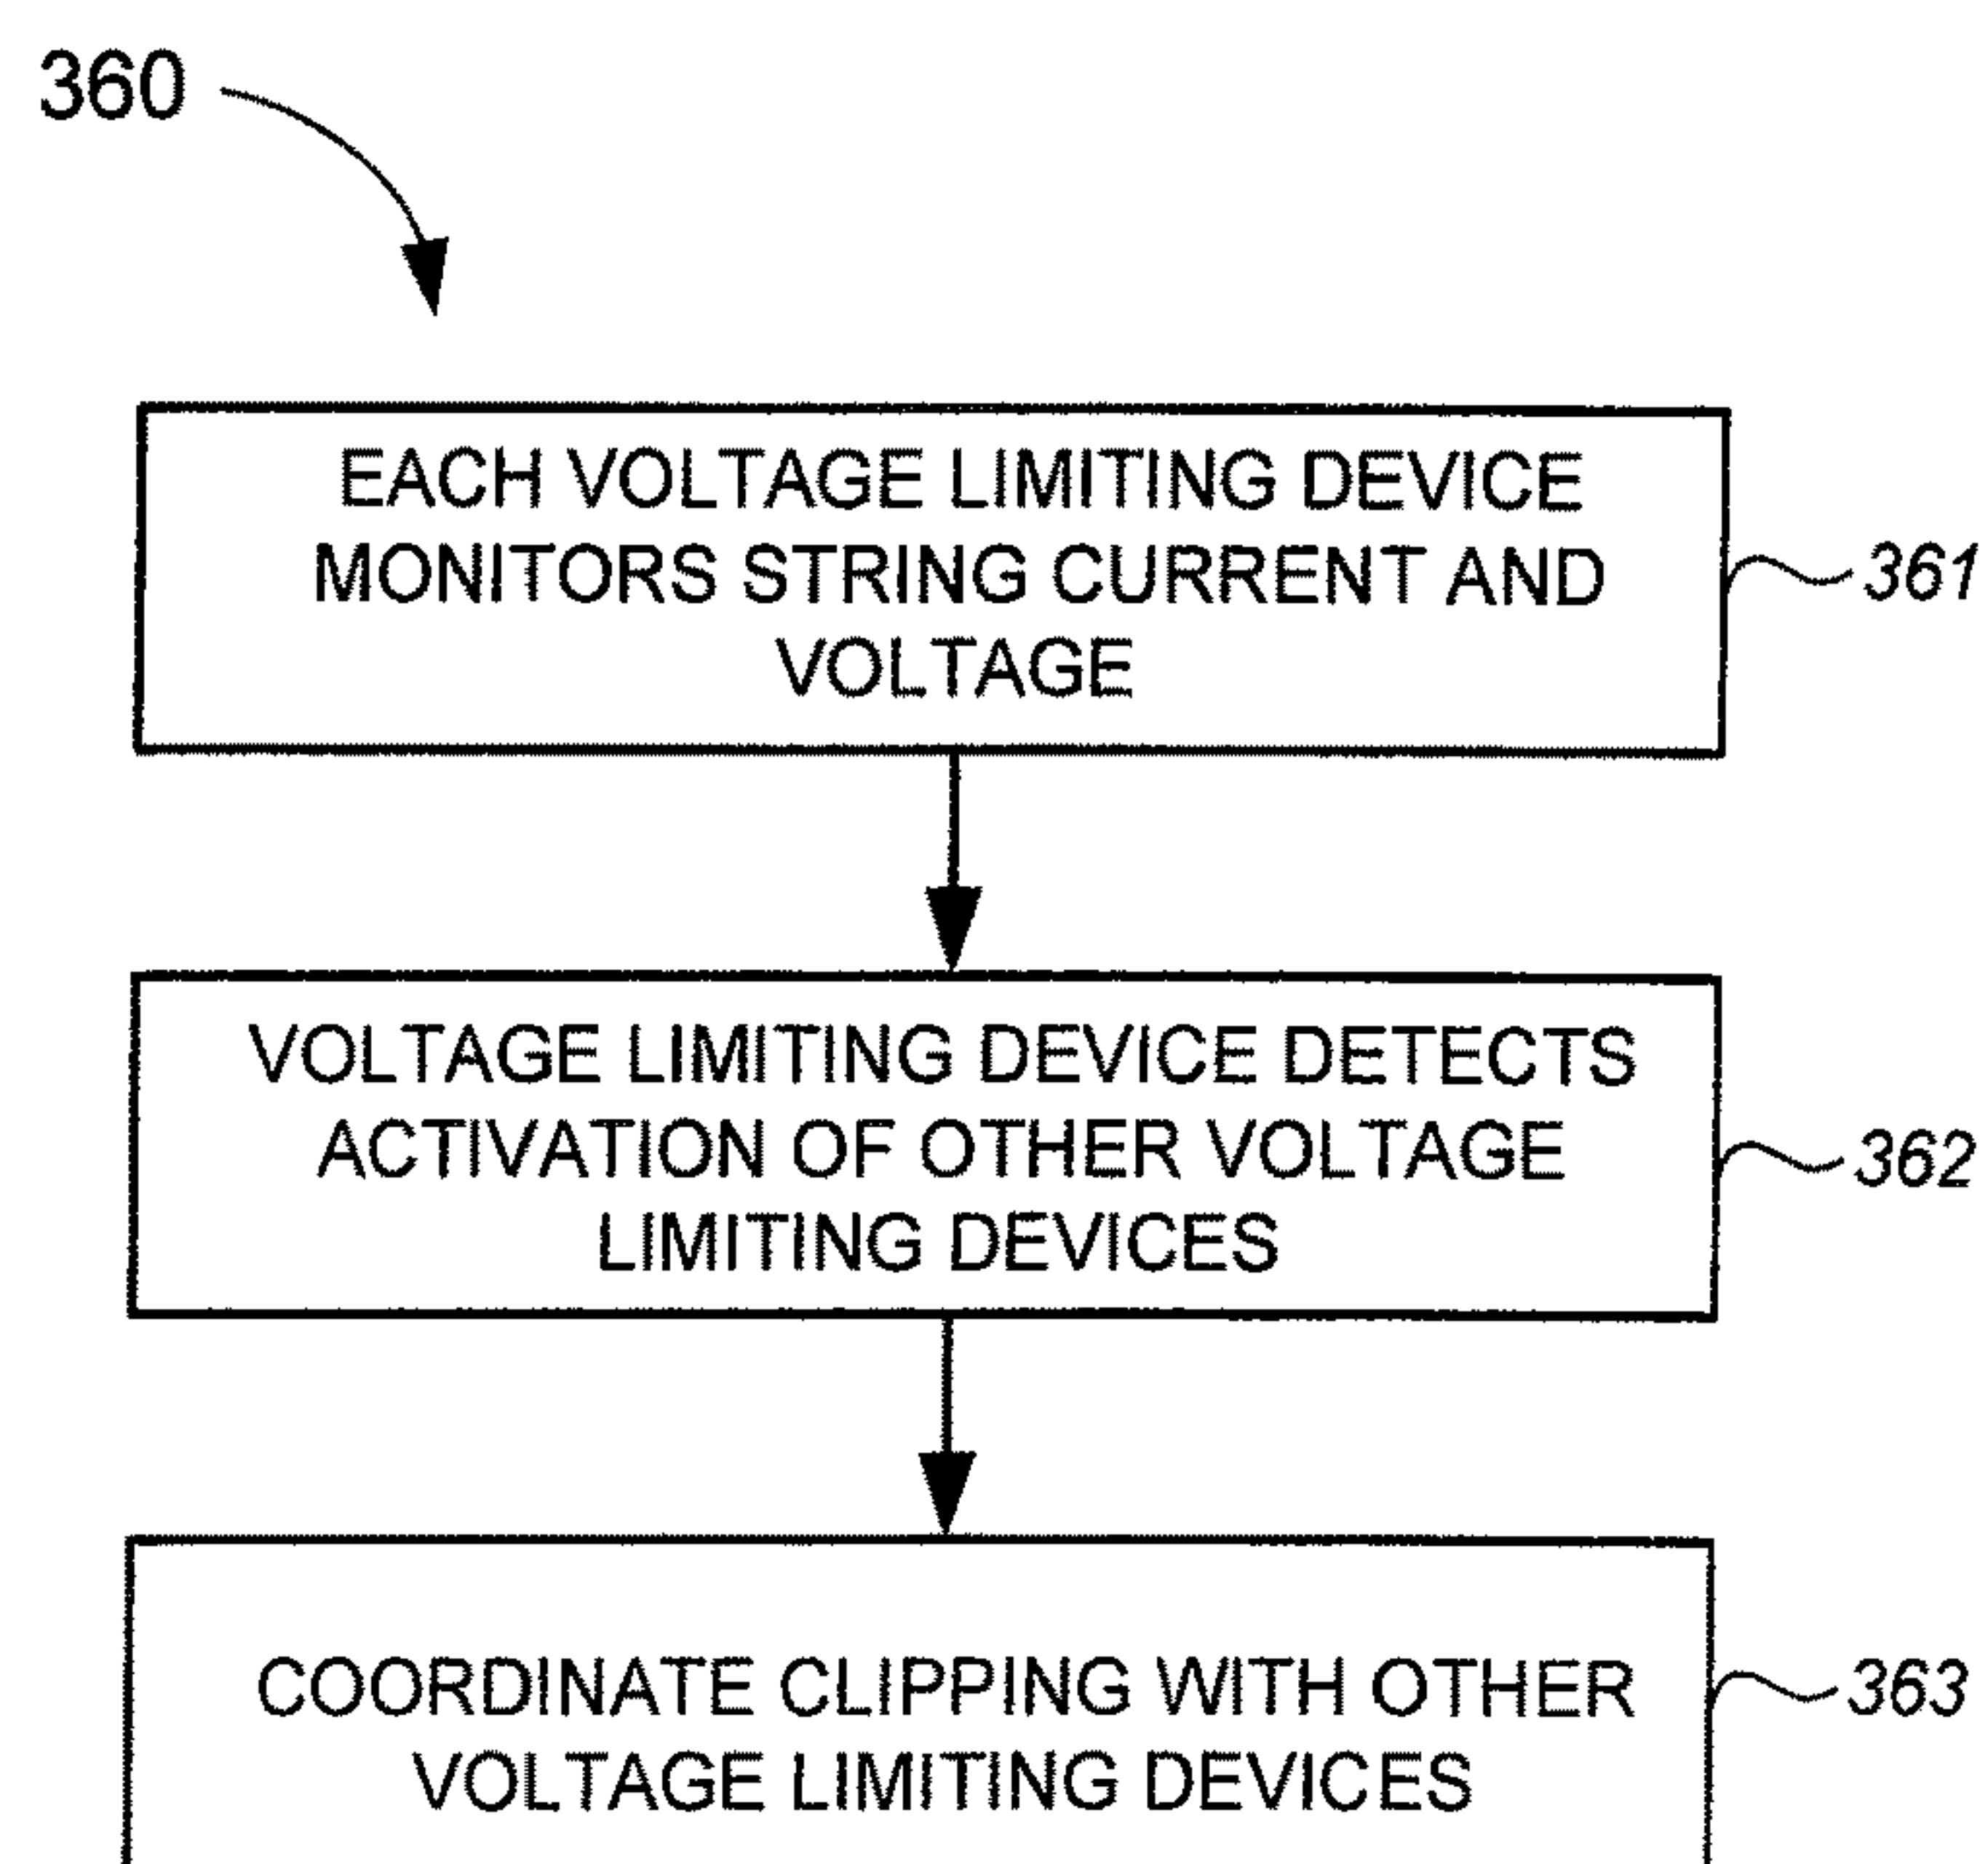 360
EACH VOLTAGE LIMITING DEVICE
MONITORS STRING CURRENT AND
VOLTAGE
361
VOLTAGE LIMITING DEVICE DETECTS
ACTIVATION OF OTHER VOLTAGE
LIMITING DEVICES
362
COORDINATE CLIPPING WITH OTHER
VOLTAGE LIMITING DEVICES
363